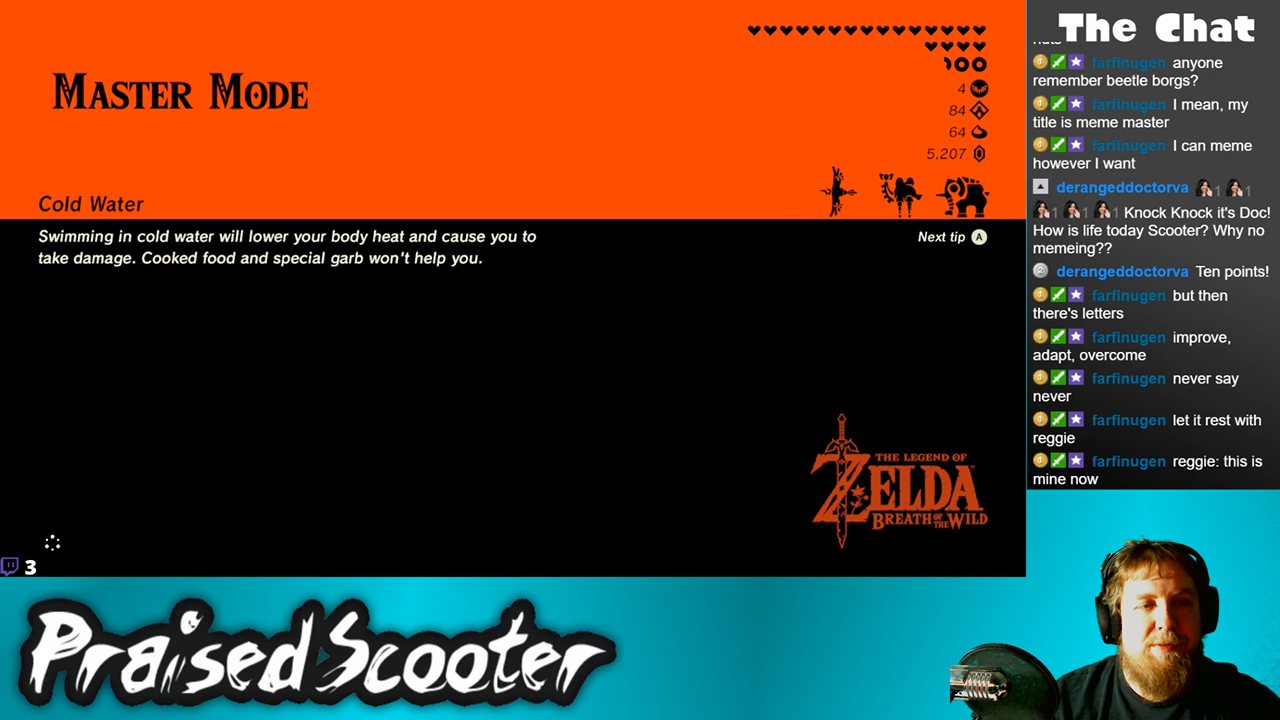 Master Mode
4
84
64
5,207
Cold Water
Swimming in cold water will lower your body heat and cause you to
take damage. Cooked food and special garb won't help you.
Next tip A
THE LEGEND OF
ZELDA
BREATH OF THE WILD
3
PraisedScooter
The Chat
farfinugen anyone
remember beetle borgs?
farfinugen I mean, my
title is meme master
farfinugen I can meme
however I want
derangeddoctorva 1 1
1 1 1 Knock Knock it's Doc!
How is life today Scooter? Why no
memeing??
derangeddoctorva Ten points!
farfinugen but then
there's letters
farfinugen improve,
adapt, overcome
farfinugen never say
never
farfinugen let it rest with
reggie
farfinugen reggie: this is
mine now